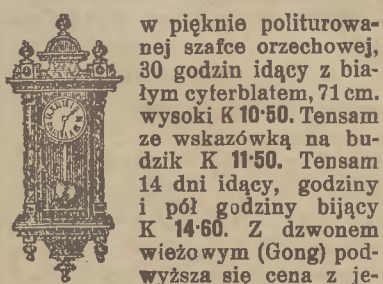 w pięknie politurowa-
nej szafce orzechowej,
30 godzin idący z bia-
łym cyferblatem, 71 cm.
wysoki K 10·50. Tensam
ze wskazówką na bu-
dzik K 11·50. Tensam
14 dni idący, godziny
i pół godziny bijący
K 14·60. Z dzwonem
wieżowym (Gong) pod-
wyższa się cena z je-